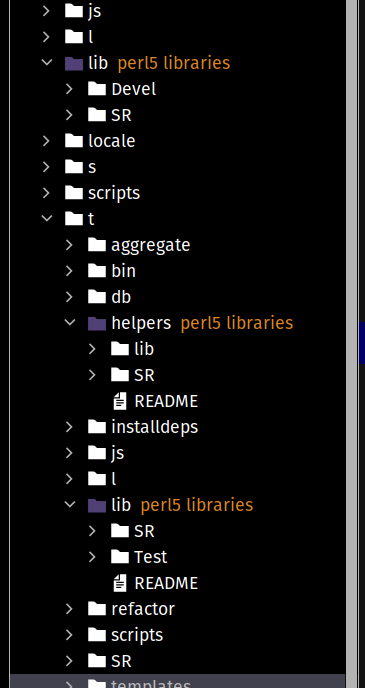 js
l
lib perl5 libraries
Devel
SR
locale
s
scripts
t
aggregate
bin
db
helpers perl5 libraries
lib
SR
README
installdeps
js
l
lib perl5 libraries
SR
Test
README
refactor
scripts
SR
templates